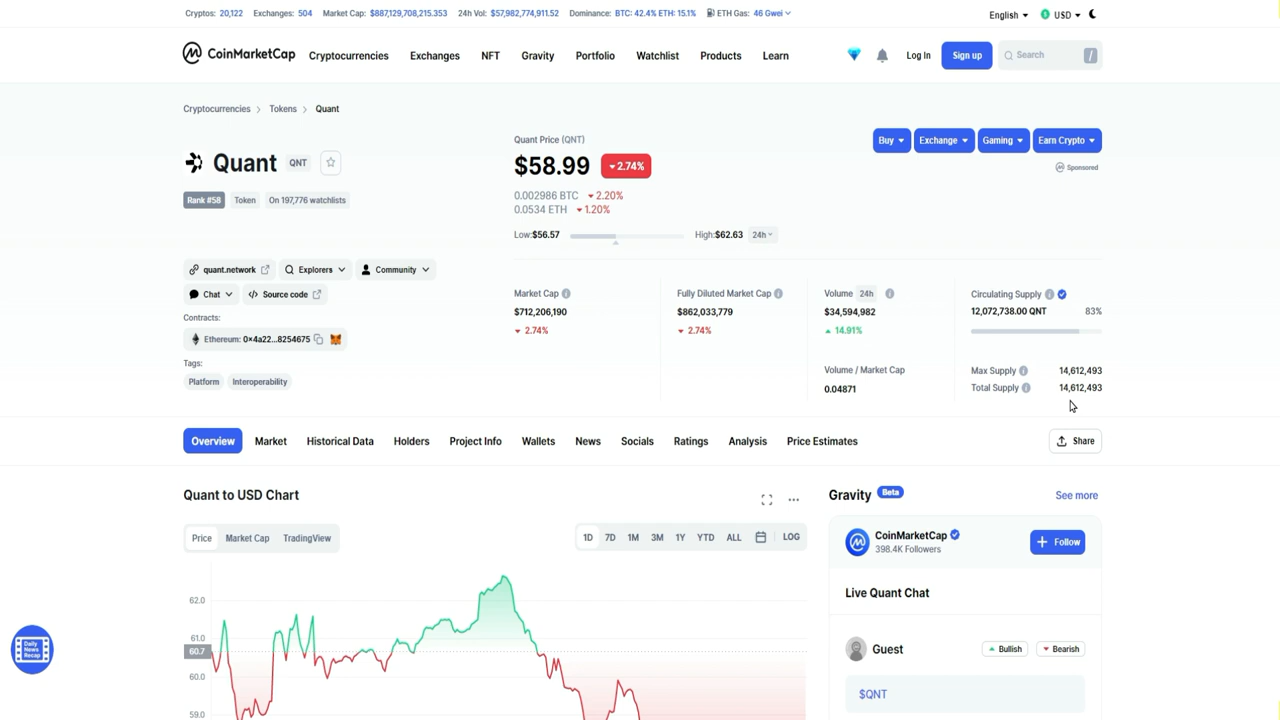 Cryptos: 20,122 Exchanges: 504 Market Cap: $887,129,708,215.353 24h Vol: $57,982,774,911.52 Dominance: BTC: 42.4% ETH: 15.1% ETH Gas: 46 Gwei
English USD
CoinMarketCap Cryptocurrencies Exchanges NFT Gravity Portfolio Watchlist Products Learn Log In Sign up Search /
Cryptocurrencies > Tokens > Quant
Quant QNT
Rank #58 Token On 197,776 watchlists
Quant Price (QNT)
$58.99 2.74%
0.002986 BTC 2.20%
0.0534 ETH 1.20%
Low:$56.57 High:$62.63 24h
Buy Exchange Gaming Earn Crypto
Sponsored
quant.network Explorers Community
Chat Source code
Contracts:
Ethereum: 0x4a22...8254675
Tags:
Platform Interoperability
Market Cap
$712,206,190
2.74%
Fully Diluted Market Cap
$862,033,779
2.74%
Volume 24h
$34,594,982
14.91%
Volume / Market Cap
0.04871
Circulating Supply
12,072,738.00 QNT 83%
Max Supply 14,612,493
Total Supply 14,612,493
Overview Market Historical Data Holders Project Info Wallets News Socials Ratings Analysis Price Estimates Share
Quant to USD Chart
Price Market Cap TradingView 1D 7D 1M 3M 1Y YTD ALL LOG
62.0
61.0
60.7
60.0
59.0
Gravity Beta See more
CoinMarketCap
398.4K Followers
+ Follow
Live Quant Chat
Guest Bullish Bearish
$QNT
Daily
News
Recap